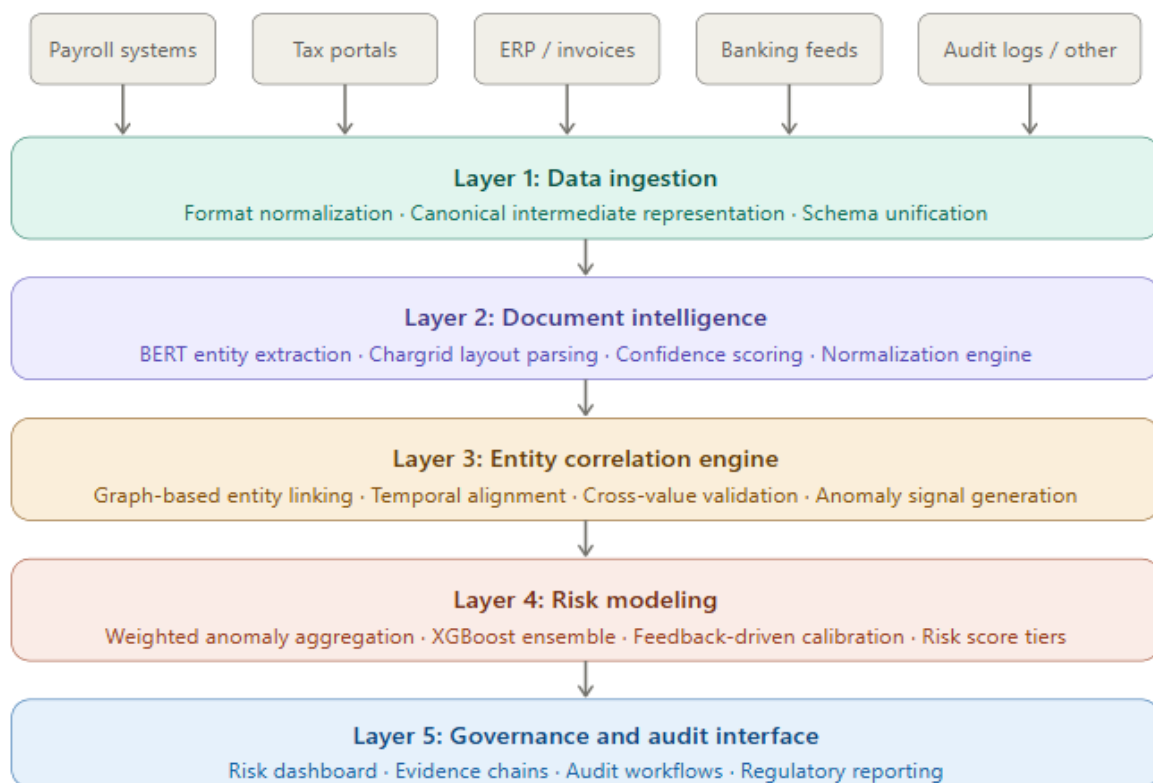 Payroll systems
Tax portals
ERP / invoices
Banking feeds
Audit logs / other
Layer 1: Data ingestion
Format normalization · Canonical intermediate representation · Schema unification
Layer 2: Document intelligence
BERT entity extraction · Chargrid layout parsing · Confidence scoring · Normalization engine
Layer 3: Entity correlation engine
Graph-based entity linking · Temporal alignment · Cross-value validation · Anomaly signal generation
Layer 4: Risk modeling
Weighted anomaly aggregation · XGBoost ensemble · Feedback-driven calibration · Risk score tiers
Layer 5: Governance and audit interface
Risk dashboard · Evidence chains · Audit workflows · Regulatory reporting